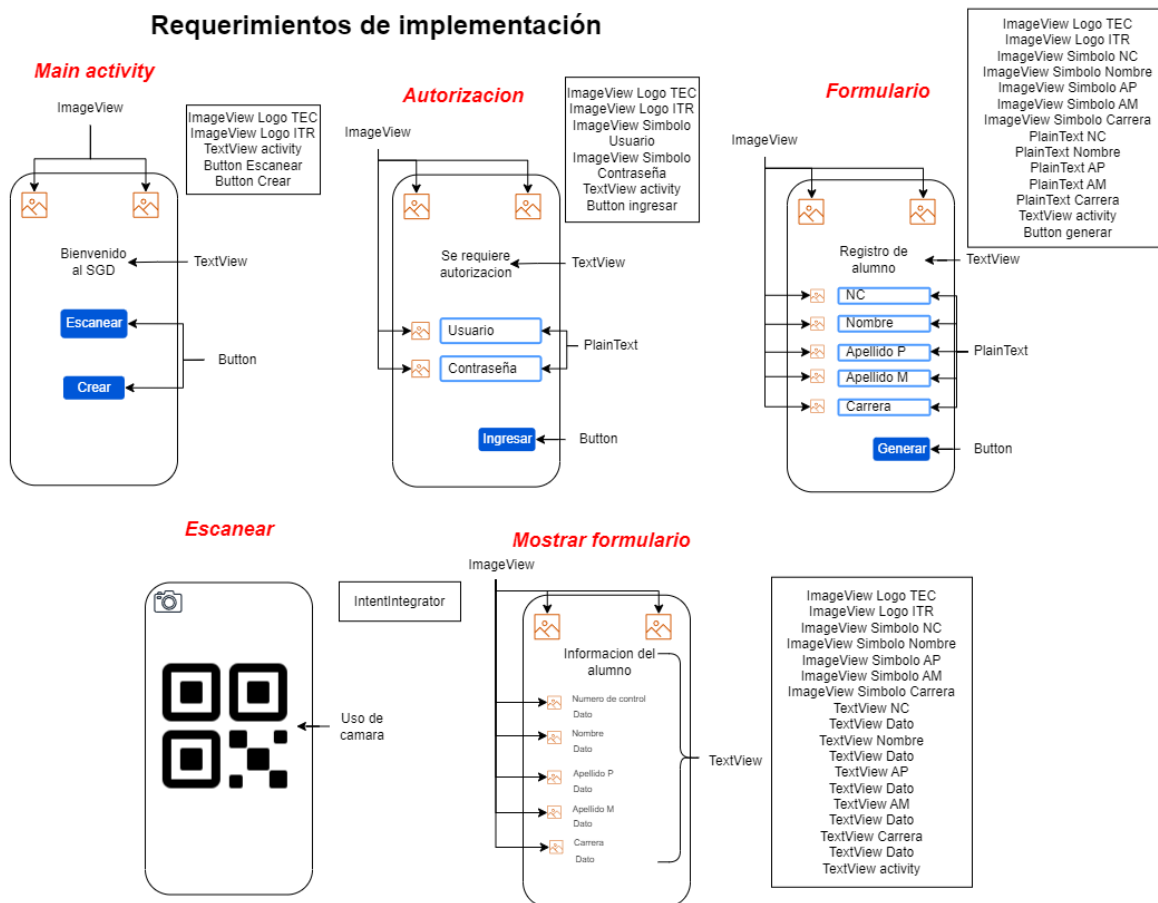 Requerimientos de implementación
Main activity
ImageView
ImageView Logo TEC
ImageView Logo ITR
TextView activity
Button Escanear
Button Crear
Bienvenido
al SGD
TextView
Escanear
Button
Crear
Autorizacion
ImageView
ImageView Logo TEC
ImageView Logo ITR
ImageView Simbolo
Usuario
ImageView Simbolo
Contraseña
TextView activity
Button ingresar
Se requiere
autorizacion
TextView
Usuario
PlainText
Contraseña
Ingresar
Button
Formulario
ImageView
ImageView Logo TEC
ImageView Logo ITR
ImageView Simbolo NC
ImageView Simbolo Nombre
ImageView Simbolo AP
ImageView Simbolo AM
ImageView Simbolo Carrera
PlainText NC
PlainText Nombre
PlainText AP
PlainText AM
PlainText Carrera
TextView activity
Button generar
Registro de
alumno
TextView
NC
Nombre
Apellido P
PlainText
Apellido M
Carrera
Generar
Button
Escanear
IntentIntegrator
Uso de
camara
Mostrar formulario
ImageView
Informacion del
alumno
Numero de control
Dato
Nombre
Dato
Apellido P
Dato
Apellido M
Dato
Carrera
Dato
TextView
ImageView Logo TEC
ImageView Logo ITR
ImageView Simbolo NC
ImageView Simbolo Nombre
ImageView Simbolo AP
ImageView Simbolo AM
ImageView Simbolo Carrera
TextView NC
TextView Dato
TextView Nombre
TextView Dato
TextView AP
TextView Dato
TextView AM
TextView Dato
TextView Carrera
TextView Dato
TextView activity